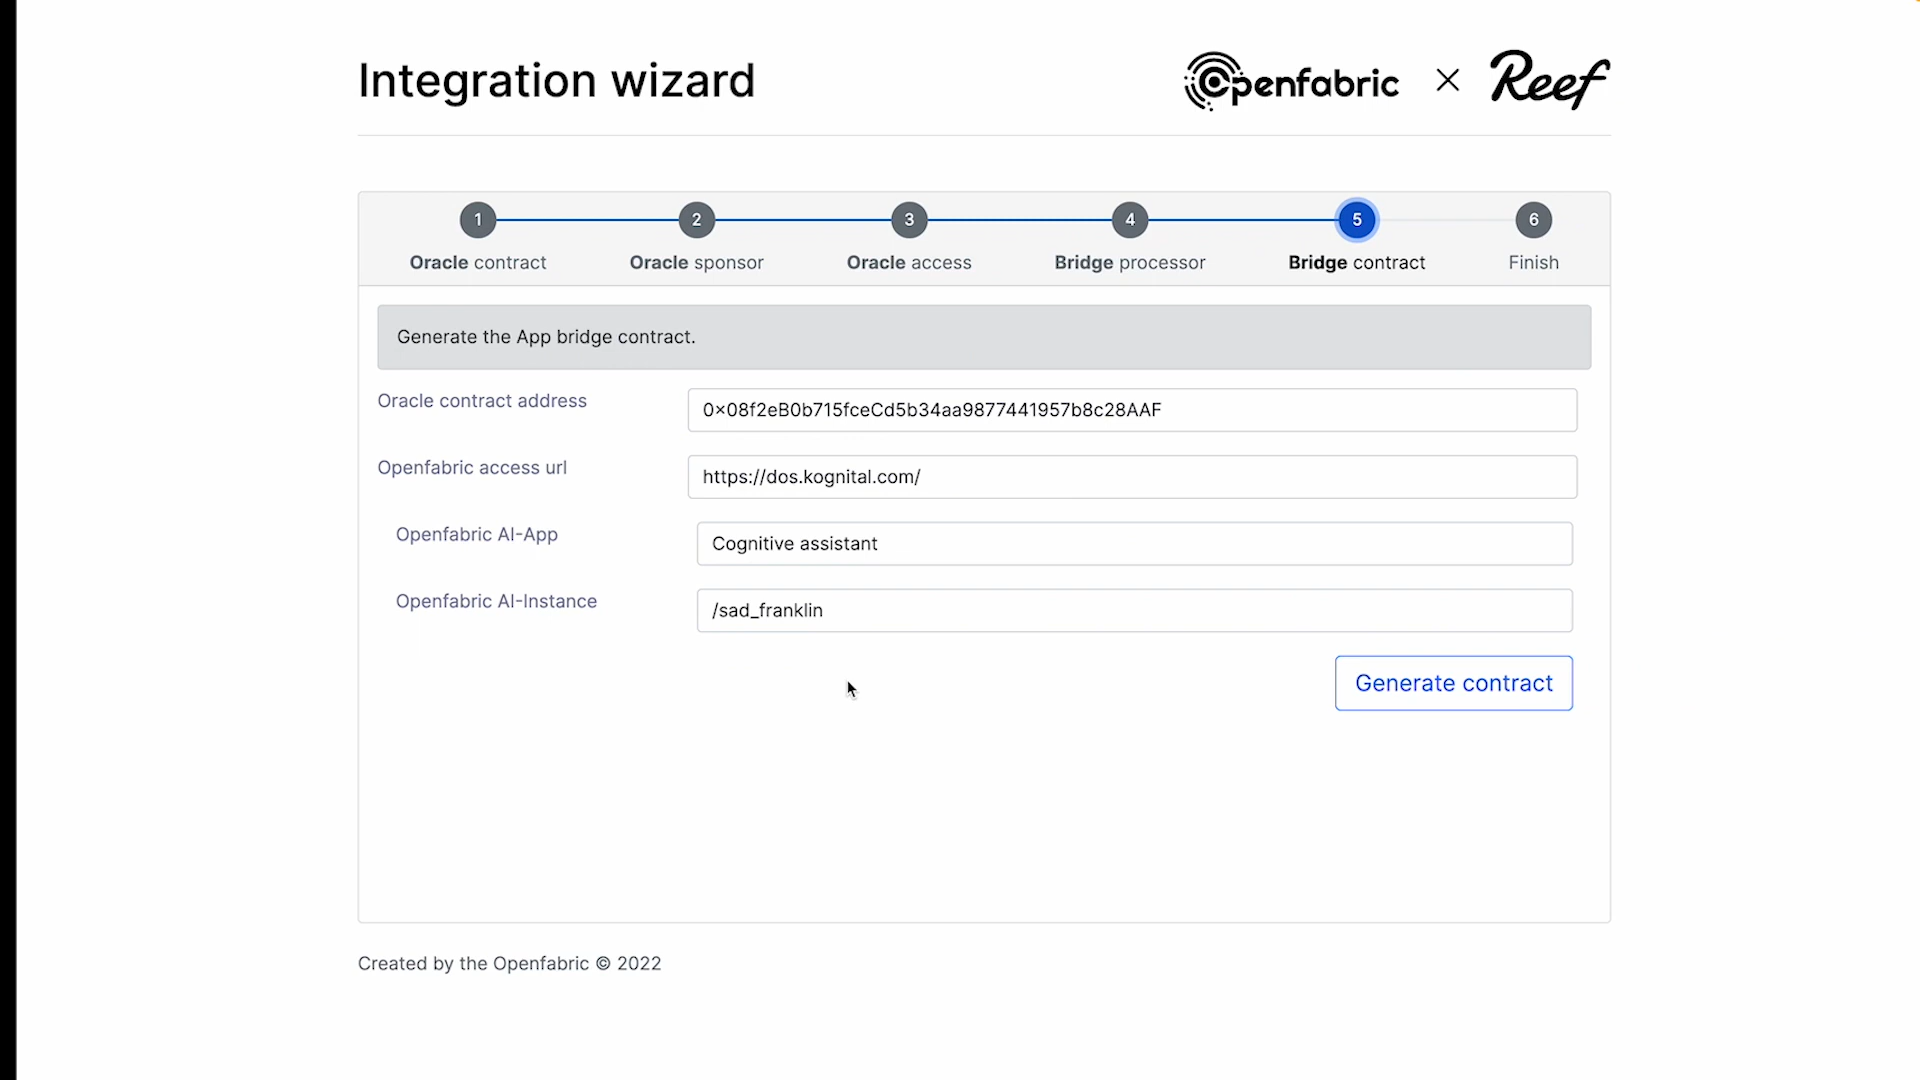 Integration wizard
Openfabric × Reef
1 2 3 4 5 6
Oracle contract Oracle sponsor Oracle access Bridge processor Bridge contract Finish
Generate the App bridge contract.
Oracle contract address 0×08f2eB0b715fceCd5b34aa9877441957b8c28AAF
Openfabric access url https://dos.kognital.com/
Openfabric AI-App Cognitive assistant
Openfabric AI-Instance /sad_franklin
Generate contract
Created by the Openfabric © 2022